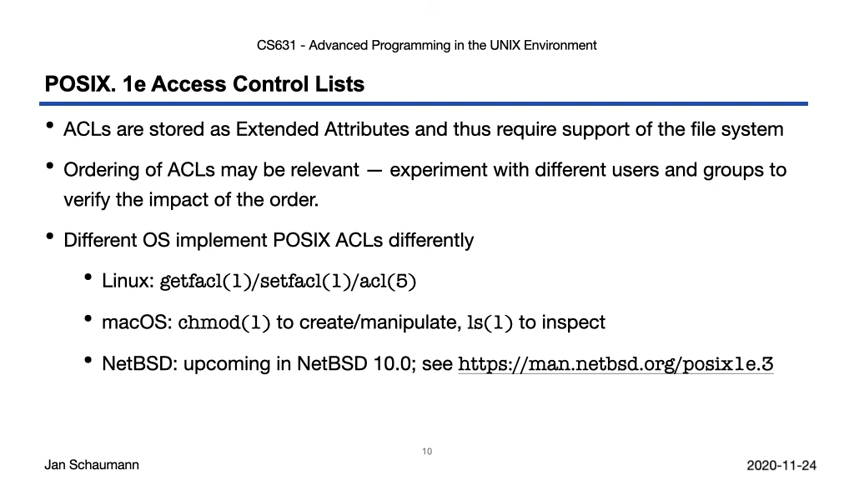 CS631 - Advanced Programming in the UNIX Environment
POSIX. 1e Access Control Lists
• ACLs are stored as Extended Attributes and thus require support of the file system
• Ordering of ACLs may be relevant — experiment with different users and groups to
verify the impact of the order.
• Different OS implement POSIX ACLs differently
• Linux: getfacl(1)/setfacl(1)/acl(5)
• macOS: chmod(1) to create/manipulate, ls(1) to inspect
• NetBSD: upcoming in NetBSD 10.0; see https://man.netbsd.org/posix1e.3
10
Jan Schaumann
2020-11-24